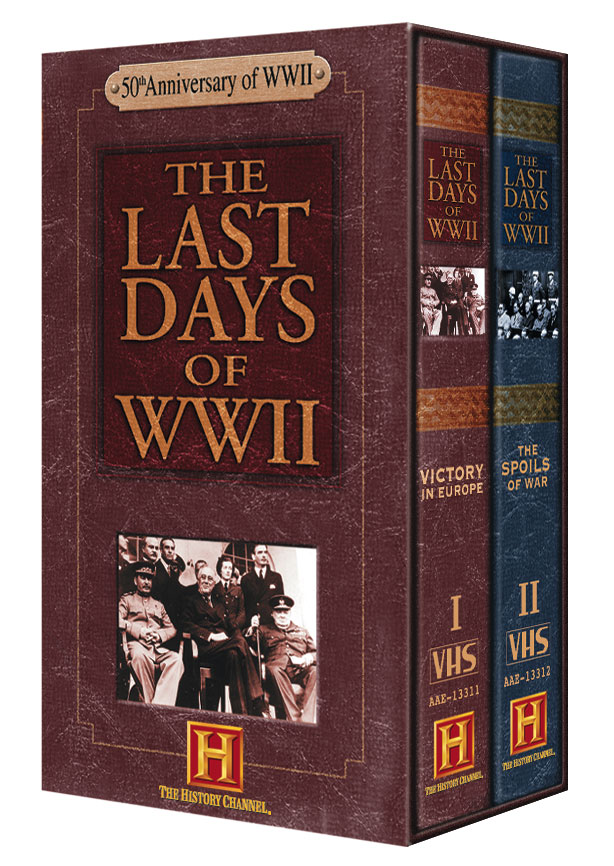 50th Anniversary of WWII
THE
LAST
DAYS
OF
WWII
H
THE HISTORY CHANNEL.
THE
LAST
DAYS
OF
WWII
VICTORY
IN EUROPE
I
VHS
AAE-13311
H
THE HISTORY CHANNEL.
THE
LAST
DAYS
OF
WWII
THE
SPOILS
OF WAR
II
VHS
AAE-13312
H
THE HISTORY CHANNEL.